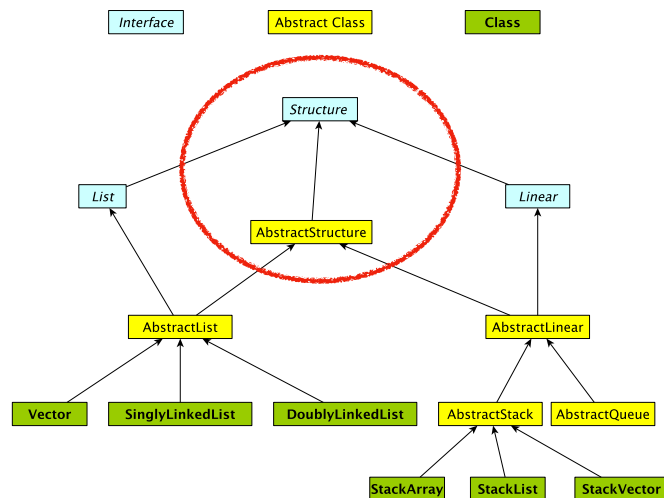 Interface
Abstract Class
Class
Structure
List
Linear
AbstractStructure
AbstractList
AbstractLinear
Vector
SinglyLinkedList
DoublyLinkedList
AbstractStack
AbstractQueue
StackArray
StackList
StackVector